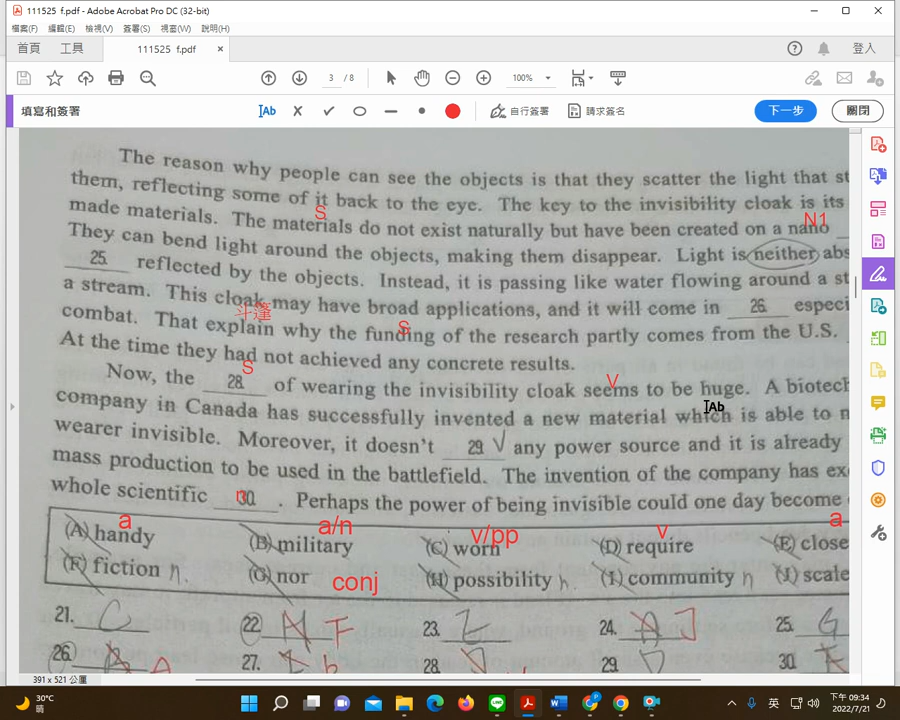 111525 f.pdf - Adobe Acrobat Pro DC (32-bit)
檔案(F) 編輯(E) 檢視(V) 簽署(S) 視窗(W) 說明(H)
首頁 工具 111525 f.pdf × 登入
3 / 8 100%
填寫和簽署 Ab 自行簽署 請求簽名 下一步 關閉
The reason why people can see the objects is that they scatter the light that st
them, reflecting some of it back to the eye. The key to the invisibility cloak is its
S
made materials. The materials do not exist naturally but have been created on a nano
N1
They can bend light around the objects, making them disappear. Light is neither abs
25. reflected by the objects. Instead, it is passing like water flowing around a st
a stream. This cloak may have broad applications, and it will come in 26. especi
斗篷
combat. That explain why the funding of the research partly comes from the U.S.
S
At the time they had not achieved any concrete results.
S
Now, the 28. of wearing the invisibility cloak seems to be huge. A biotech
V
company in Canada has successfully invented a new material which is able to m
Ab
wearer invisible. Moreover, it doesn't 29. V any power source and it is already
mass production to be used in the battlefield. The invention of the company has ex
whole scientific 30. n . Perhaps the power of being invisible could one day become
a a/n v/pp v a
(A) handy (B) military (C) worn (D) require (E) close
(F) fiction n. (G) nor conj (H) possibility n. (I) community n (J) scale
21. C 22. H F 23. I 24. A J 25. G
26. A 27. b 28. 29. D 30.
391 x 521 公厘
30°C
晴
英 下午 09:34
2022/7/21